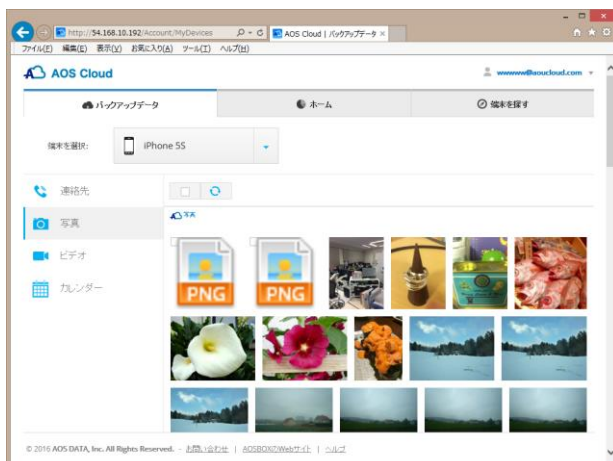 http://54.168.10.192/Account/MyDevices
AOS Cloud | バックアップデータ
ファイル(F) 編集(E) 表示(V) お気に入り(A) ツール(T) ヘルプ(H)
AOS Cloud
wwwww@aoucloud.com
バックアップデータ
ホーム
端末を探す
端末を選択:
iPhone 5S
連絡先
写真
ビデオ
カレンダー
写真
PNG
PNG
© 2016 AOS DATA, Inc. All Rights Reserved. - お問い合わせ | AOSBOXのWebサイト | ヘルプ